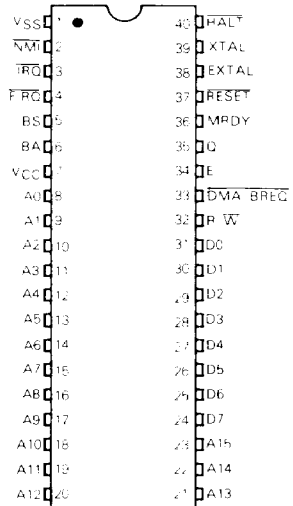 VSS 1 40 HALT
NMI 2 39 XTAL
IRQ 3 38 EXTAL
FIRQ 4 37 RESET
BS 5 36 MRDY
BA 6 35 Q
VCC 7 34 E
A0 8 33 DMA BREQ
A1 9 32 R W
A2 10 31 D0
A3 11 30 D1
A4 12 29 D2
A5 13 28 D3
A6 14 27 D4
A7 15 26 D5
A8 16 25 D6
A9 17 24 D7
A10 18 23 A15
A11 19 22 A14
A12 20 21 A13